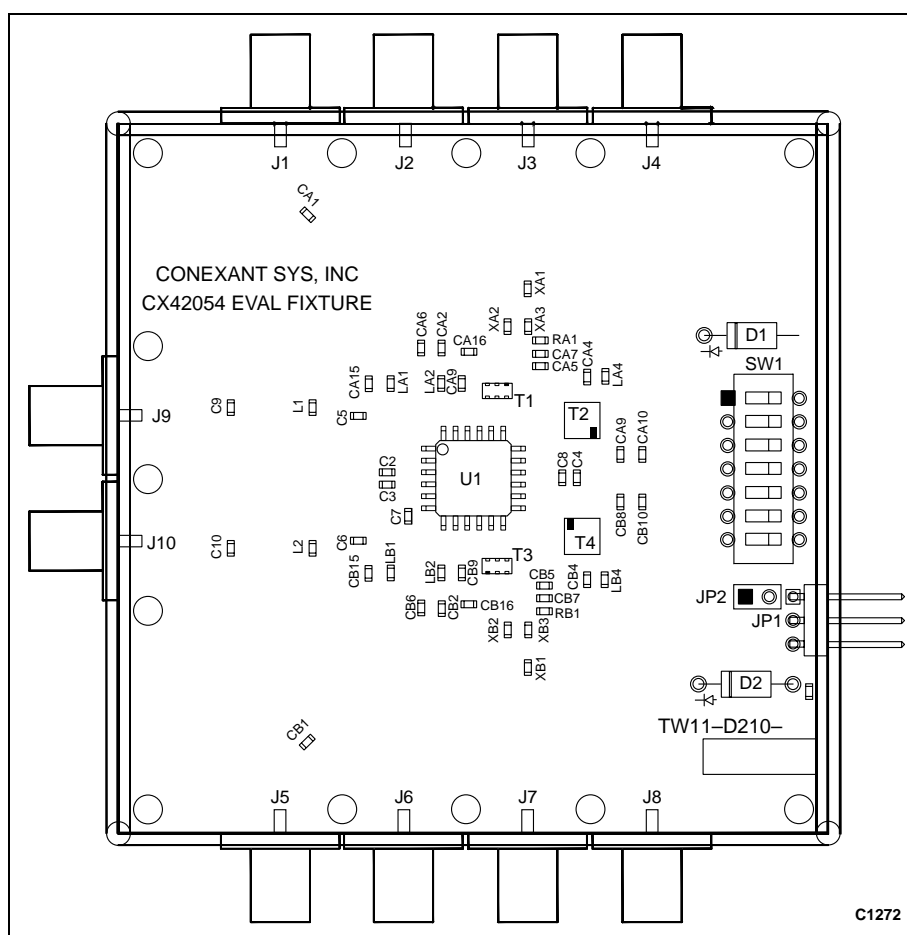 J1 J2 J3 J4
CA1
CONEXANT SYS, INC
CX42054 EVAL FIXTURE
XA1
XA2
XA3
CA6
CA2
CA16
RA1
CA7
CA5
CA4
LA4
D1
SW1
CA15
LA1
LA2
CA9
T1
T2
C9
L1
C5
J9
CA9
CA10
C2
C3
U1
C8
C4
C7
CB8
CB10
J10
C10
L2
C6
CB15
LB1
T3
T4
LB2
CB9
CB5
CB4
LB4
CB6
CB2
CB16
CB7
RB1
JP2
JP1
XB2
XB3
XB1
D2
CB1
TW11–D210–
J5 J6 J7 J8
C1272